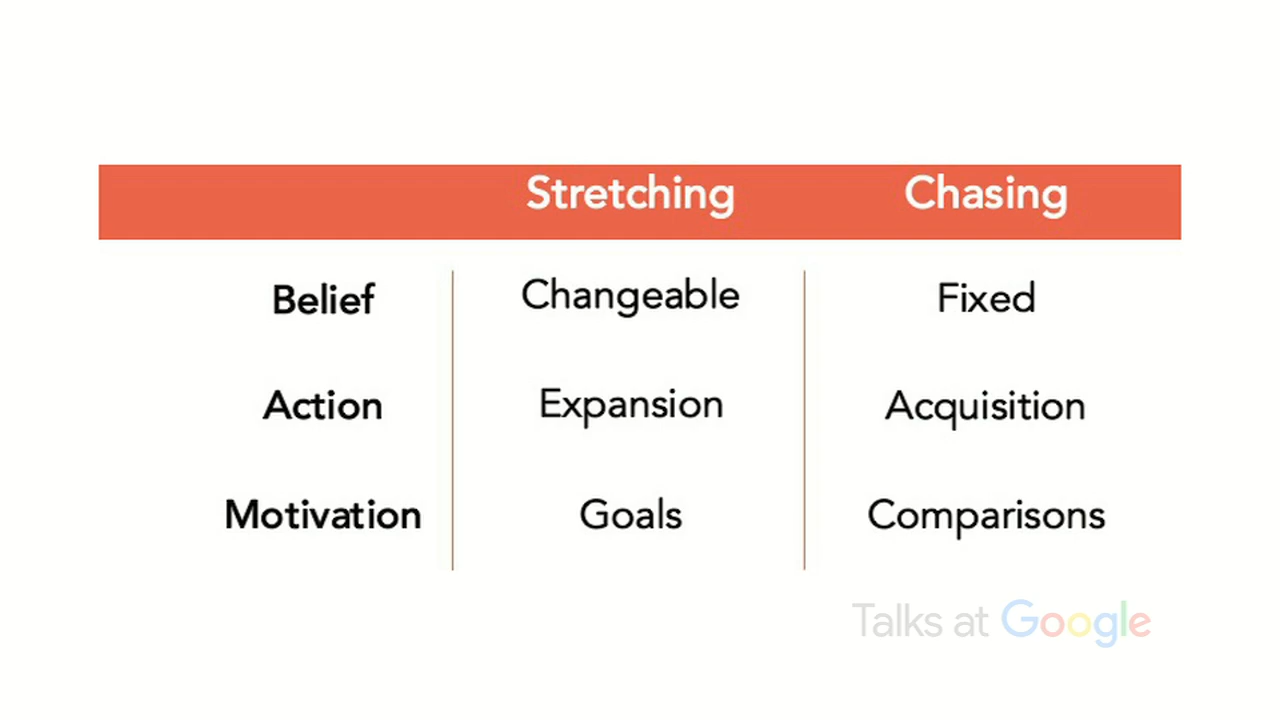 Stretching Chasing
Belief Changeable Fixed
Action Expansion Acquisition
Motivation Goals Comparisons
Talks at Google